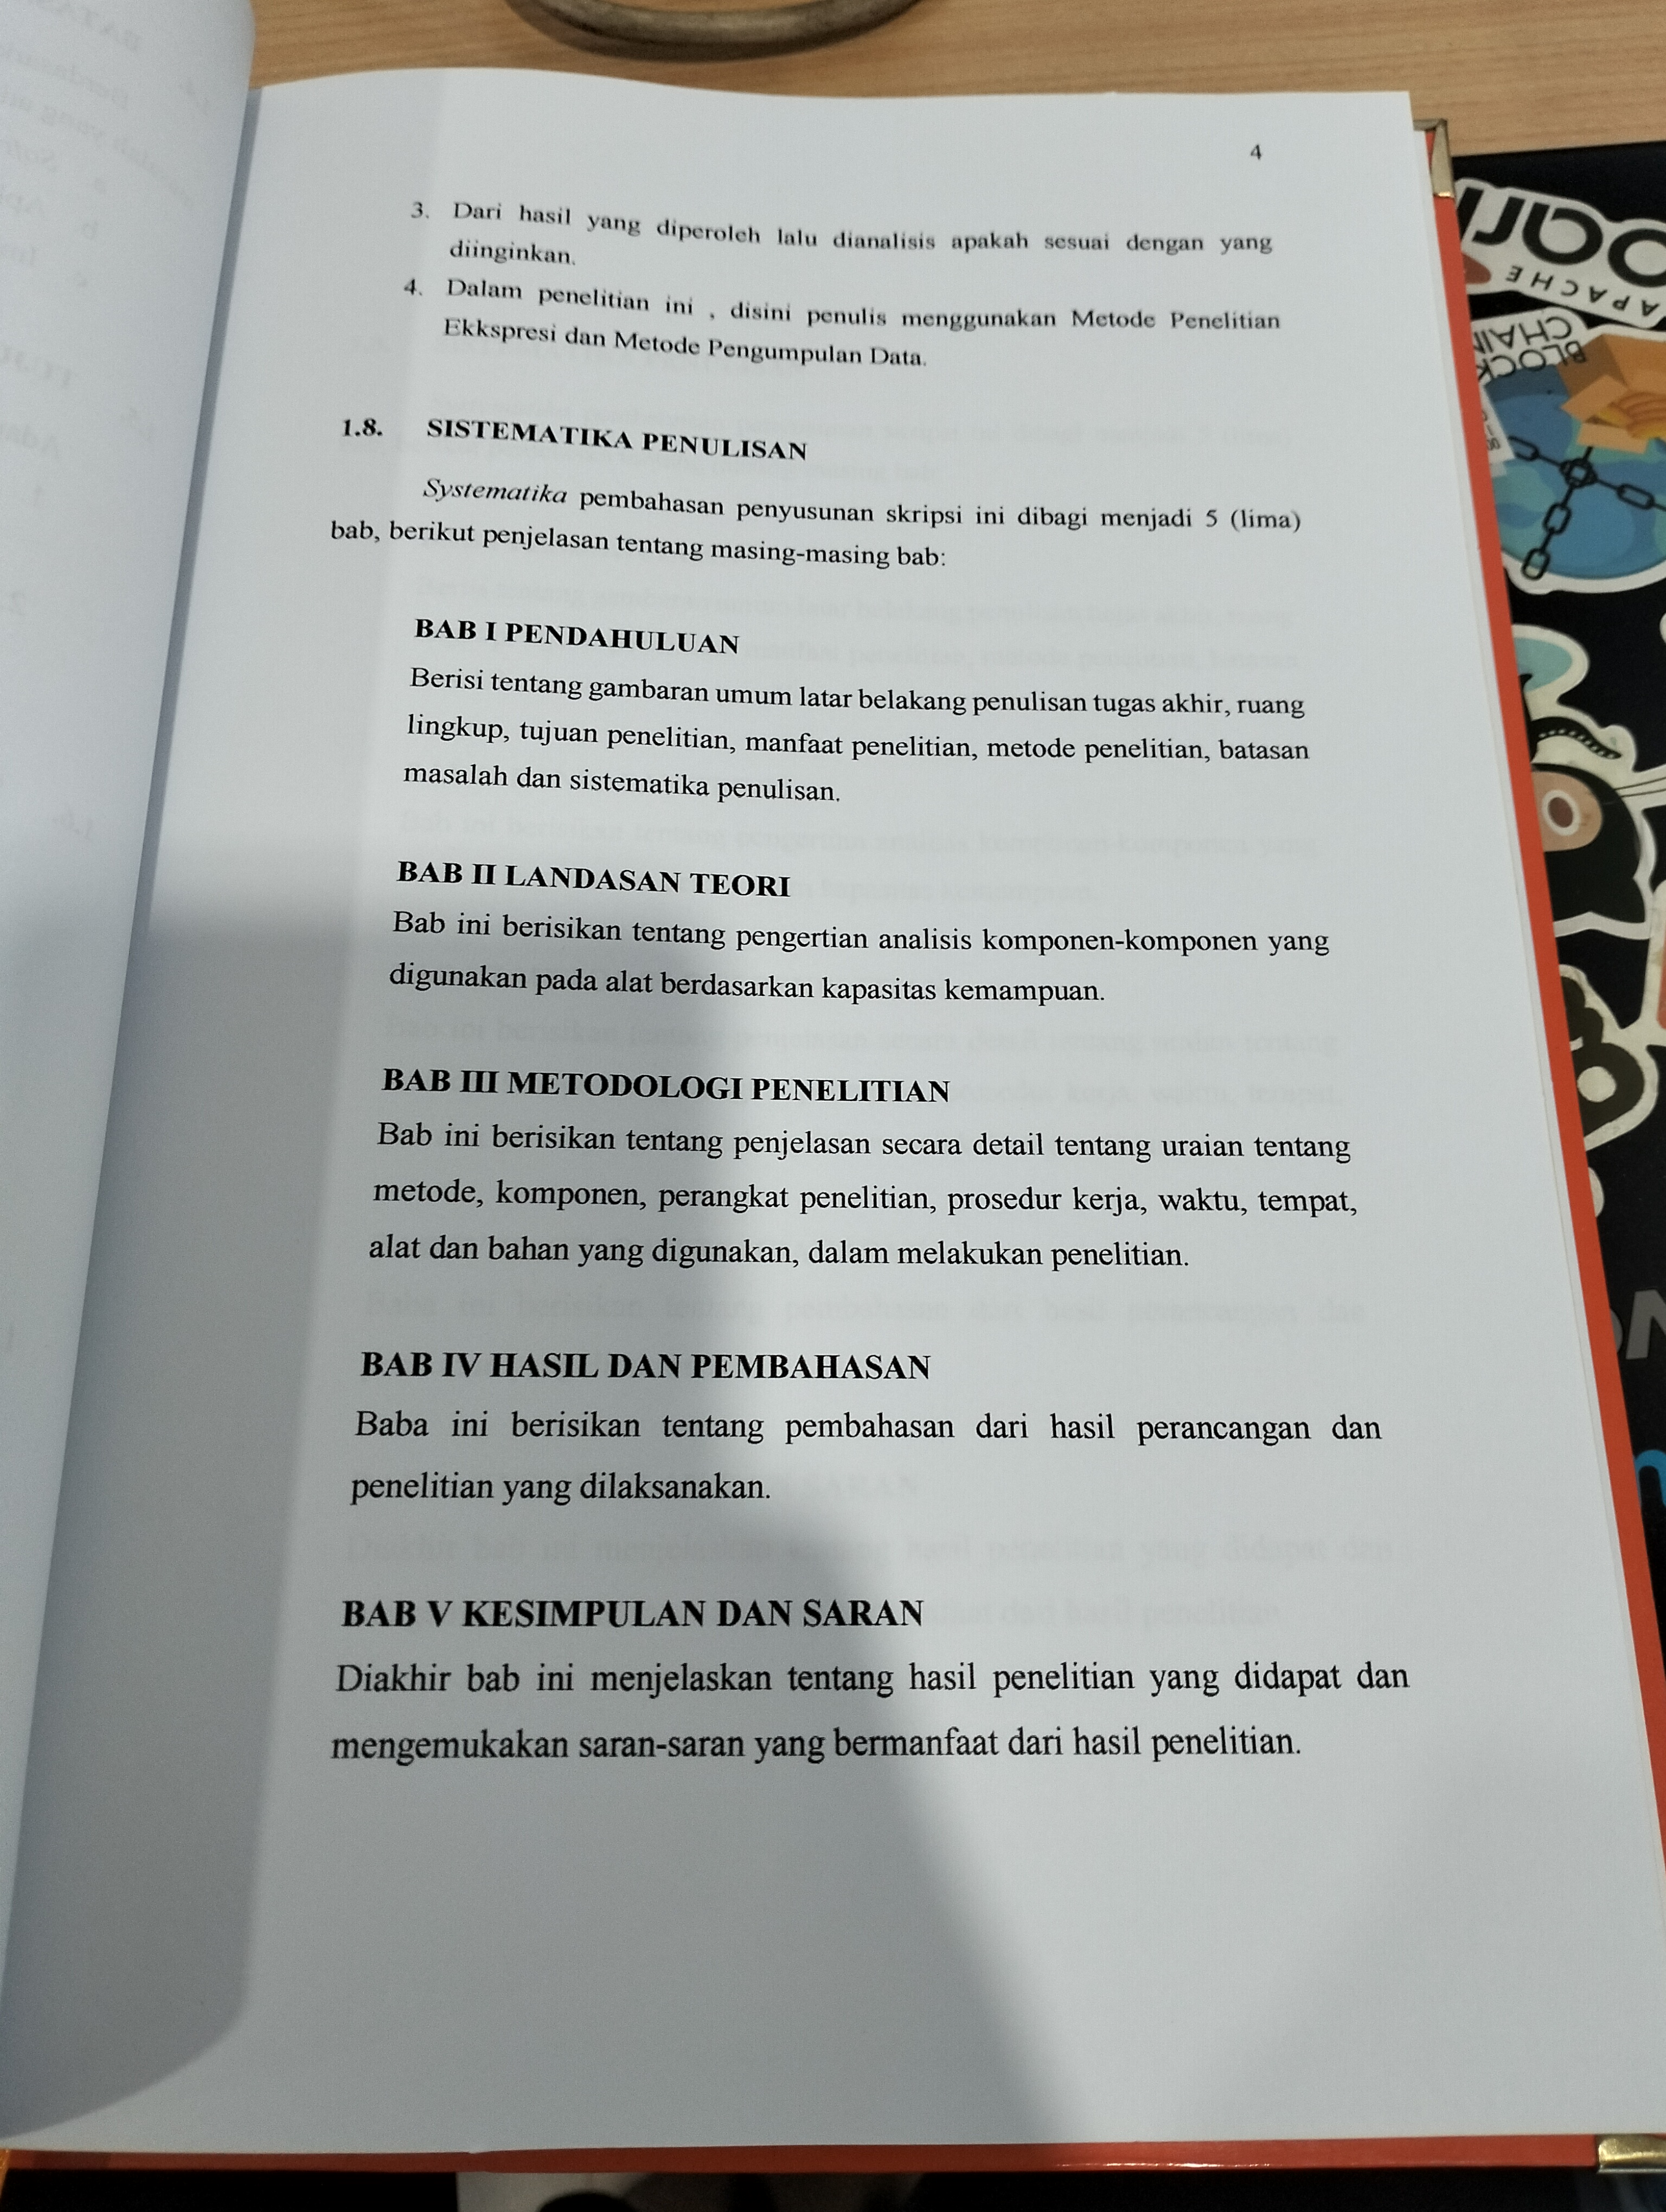 4
3. Dari hasil yang diperoleh lalu dianalisis apakah sesuai dengan yang
diinginkan.
4. Dalam penelitian ini , disini penulis menggunakan Metode Penelitian
Ekkspresi dan Metode Pengumpulan Data.
1.8. SISTEMATIKA PENULISAN
Systematika pembahasan penyusunan skripsi ini dibagi menjadi 5 (lima)
bab, berikut penjelasan tentang masing-masing bab:
BAB I PENDAHULUAN
Berisi tentang gambaran umum latar belakang penulisan tugas akhir, ruang
lingkup, tujuan penelitian, manfaat penelitian, metode penelitian, batasan
masalah dan sistematika penulisan.
BAB II LANDASAN TEORI
Bab ini berisikan tentang pengertian analisis komponen-komponen yang
digunakan pada alat berdasarkan kapasitas kemampuan.
BAB III METODOLOGI PENELITIAN
Bab ini berisikan tentang penjelasan secara detail tentang uraian tentang
metode, komponen, perangkat penelitian, prosedur kerja, waktu, tempat,
alat dan bahan yang digunakan, dalam melakukan penelitian.
BAB IV HASIL DAN PEMBAHASAN
Baba ini berisikan tentang pembahasan dari hasil perancangan dan
penelitian yang dilaksanakan.
BAB V KESIMPULAN DAN SARAN
Diakhir bab ini menjelaskan tentang hasil penelitian yang didapat dan
mengemukakan saran-saran yang bermanfaat dari hasil penelitian.
APACHE
BLOCK
CHAIN